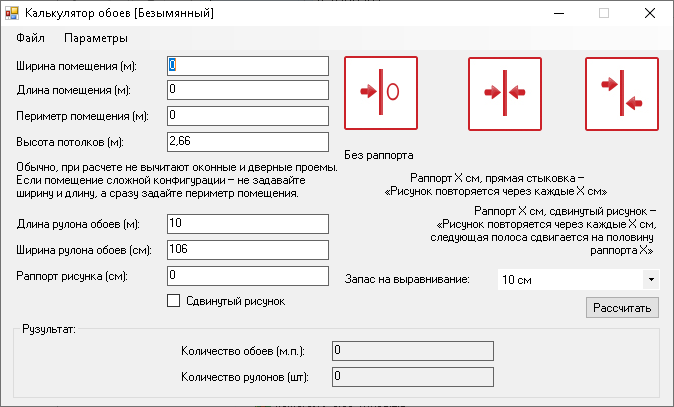 Калькулятор обоев [Безымянный]
Файл Параметры
Ширина помещения (м): 0
Длина помещения (м): 0
Периметр помещения (м): 0
Высота потолков (м): 2,66
Обычно, при расчете не вычитают оконные и дверные проемы.
Если помещение сложной конфигурации – не задавайте
ширину и длину, а сразу задайте периметр помещения.
Длина рулона обоев (м): 10
Ширина рулона обоев (см): 106
Раппорт рисунка (см): 0
Сдвинутый рисунок
0
Без раппорта
Раппорт X см, прямая стыковка –
«Рисунок повторяется через каждые X см»
Раппорт X см, сдвинутый рисунок –
«Рисунок повторяется через каждые X см,
следующая полоса сдвигается на половину
раппорта X»
Запас на выравнивание: 10 см
Рассчитать
Рузультат:
Количество обоев (м.п.): 0
Количество рулонов (шт): 0